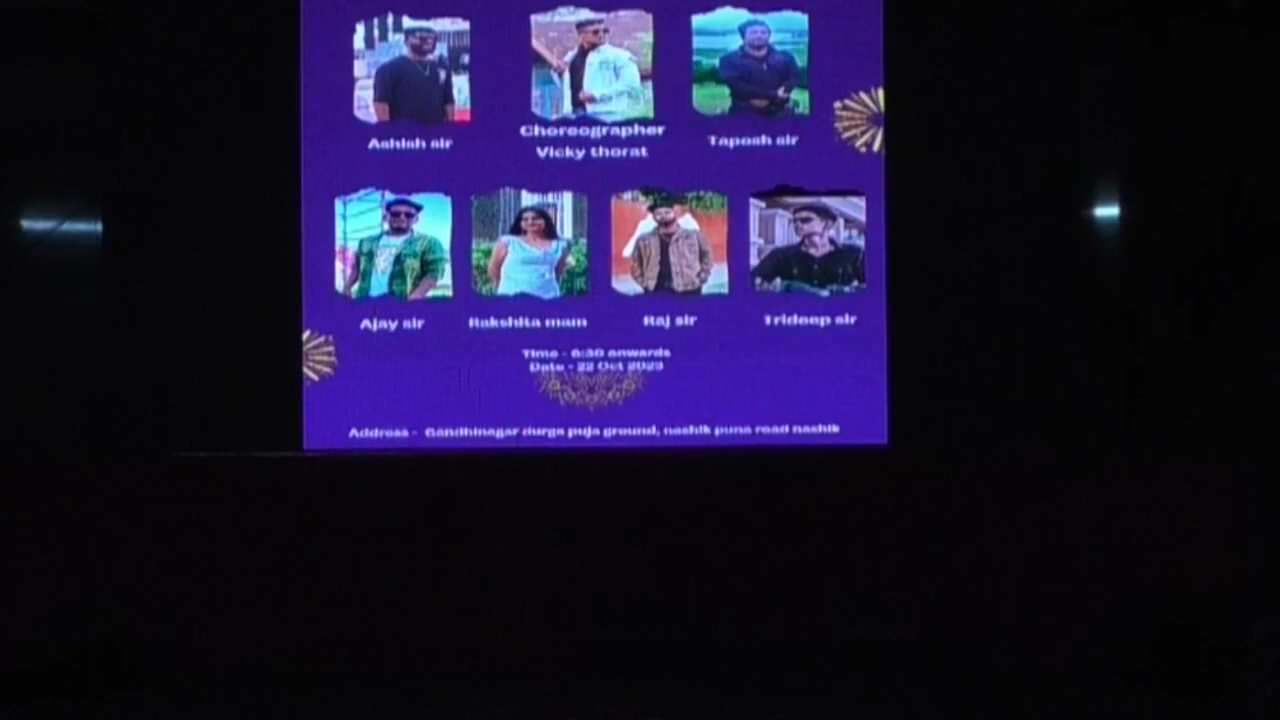 Ashish sir
Choreographer
Vicky thorat
Taposh sir
Ajay sir
Rakshita mam
Raj sir
Trideep sir
Time - 6:30 onwards
Date - 22 Oct 2023
Address - Gandhinagar durga puja ground, nashik pune road nashik